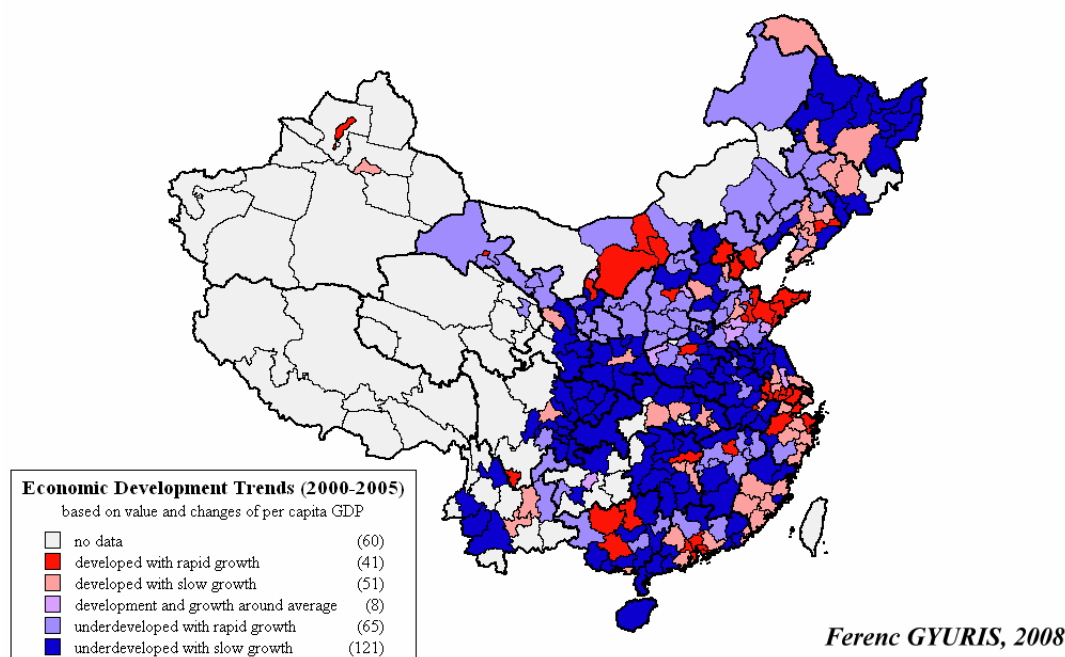 Economic Development Trends (2000-2005)
based on value and changes of per capita GDP
no data (60)
developed with rapid growth (41)
developed with slow growth (51)
development and growth around average (8)
underdeveloped with rapid growth (65)
underdeveloped with slow growth (121)
Ferenc GYURIS, 2008